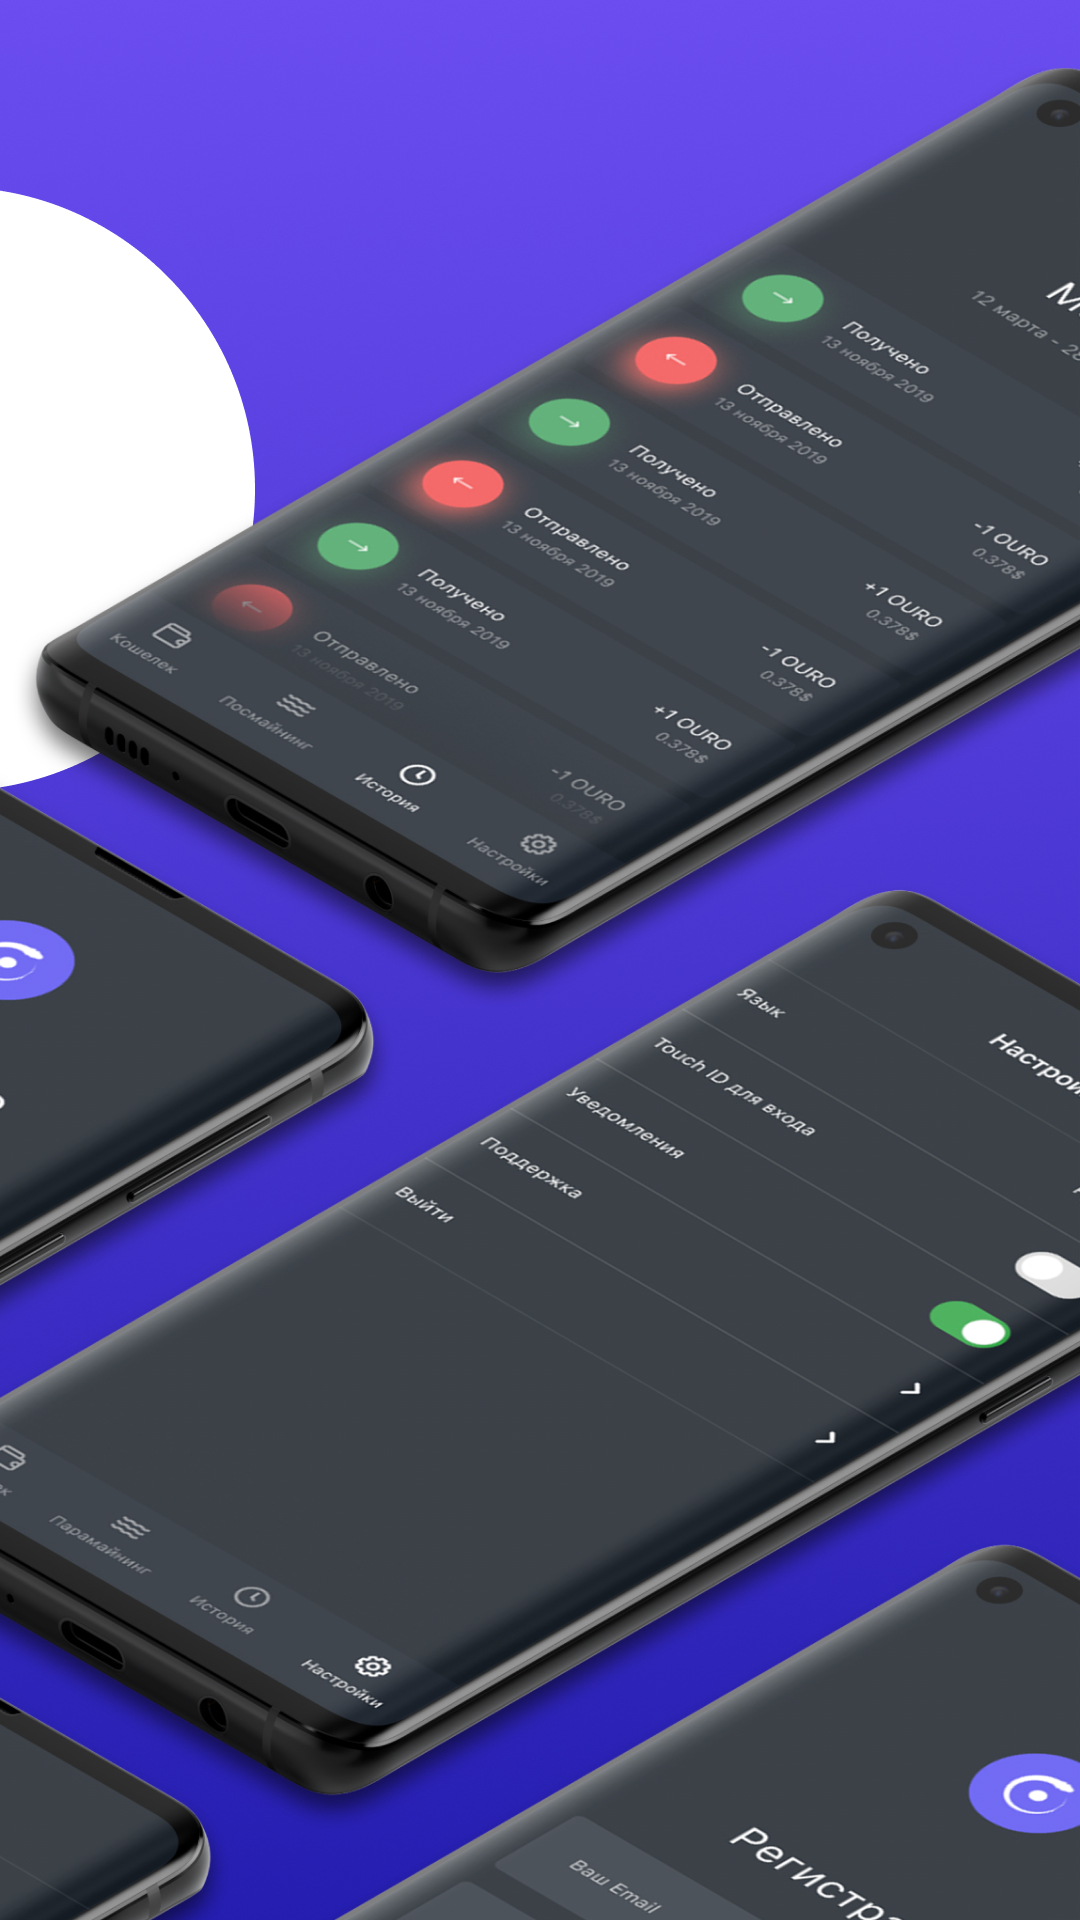 12 марта - 28
Получено
13 ноября 2019
Отправлено
13 ноября 2019
-1 OURO
0.378$
Получено
13 ноября 2019
+1 OURO
0.378$
Отправлено
13 ноября 2019
-1 OURO
0.378$
Получено
13 ноября 2019
+1 OURO
0.378$
Отправлено
13 ноября 2019
-1 OURO
0.378$
Кошелек
Посмайнинг
История
Настройки
Настрой
Язык
Touch ID для входа
Уведомления
Поддержка
Выйти
Парамайнинг
История
Настройки
Регистра
Ваш Email